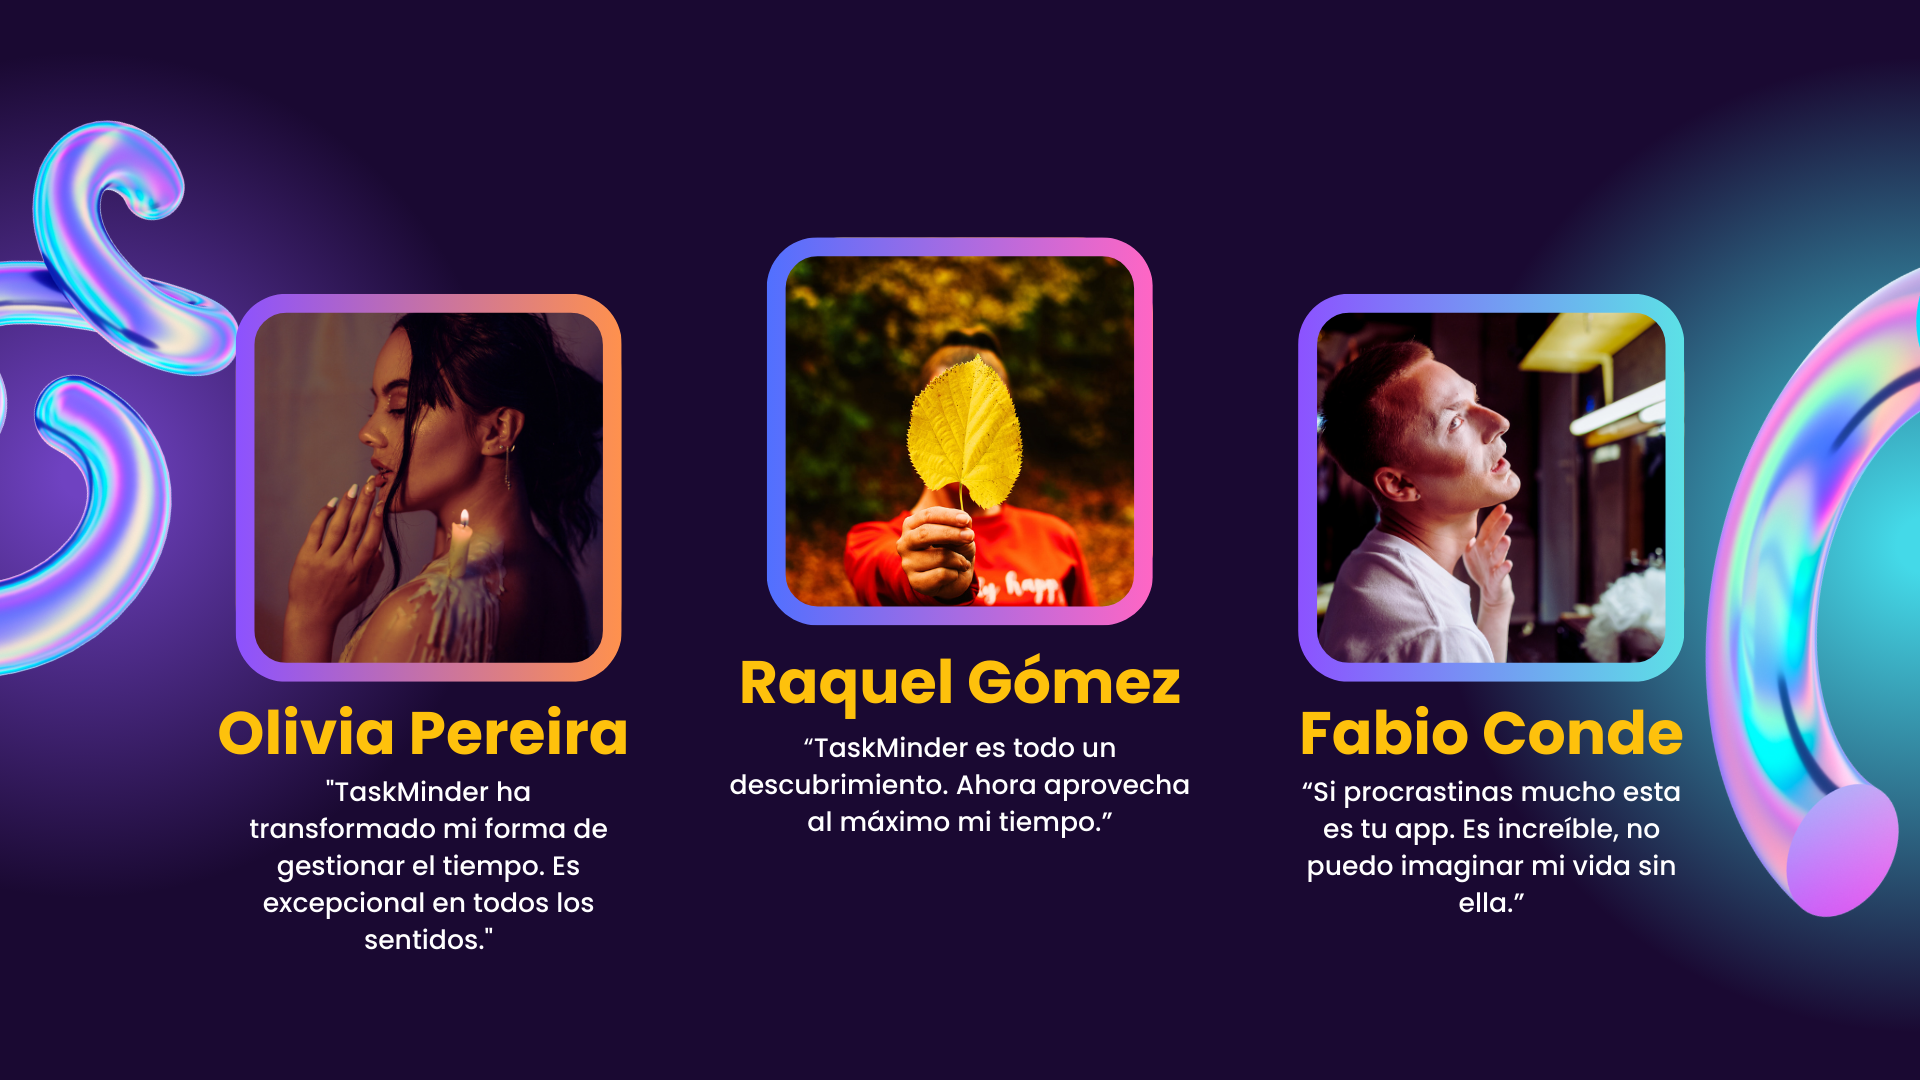 Olivia Pereira
"TaskMinder ha
transformado mi forma de
gestionar el tiempo. Es
excepcional en todos los
sentidos."
Raquel Gómez
“TaskMinder es todo un
descubrimiento. Ahora aprovecha
al máximo mi tiempo.”
Fabio Conde
“Si procrastinas mucho esta
es tu app. Es increíble, no
puedo imaginar mi vida sin
ella.”